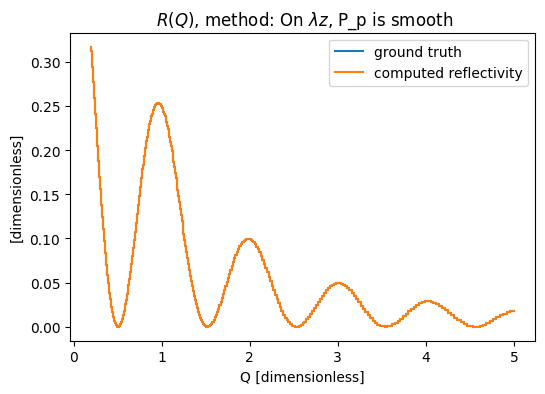 R(Q), method: On λz, P_p is smooth
ground truth
computed reflectivity
[dimensionless]
0.30
0.25
0.20
0.15
0.10
0.05
0.00
0 1 2 3 4 5
Q [dimensionless]